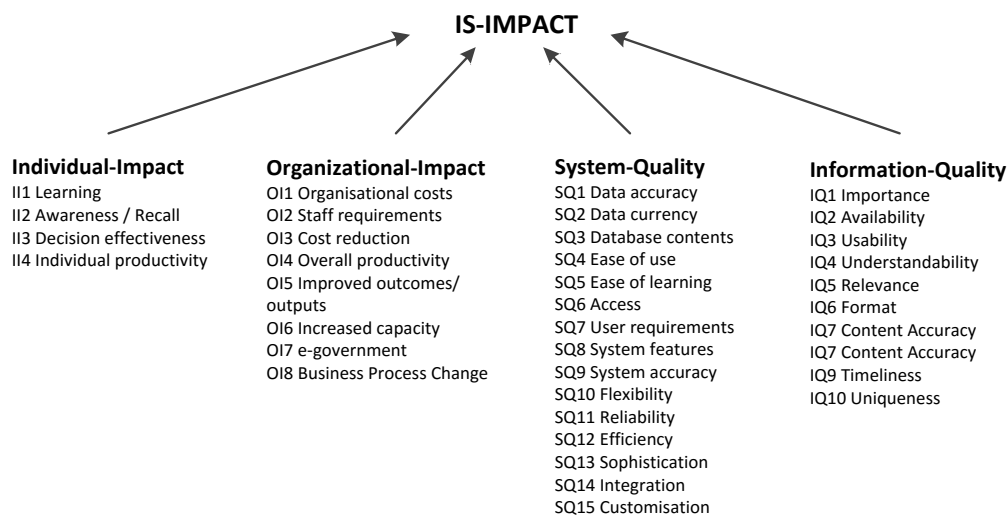 IS-IMPACT
Individual-Impact
II1 Learning
II2 Awareness / Recall
II3 Decision effectiveness
II4 Individual productivity
Organizational-Impact
OI1 Organisational costs
OI2 Staff requirements
OI3 Cost reduction
OI4 Overall productivity
OI5 Improved outcomes/
outputs
OI6 Increased capacity
OI7 e-government
OI8 Business Process Change
System-Quality
SQ1 Data accuracy
SQ2 Data currency
SQ3 Database contents
SQ4 Ease of use
SQ5 Ease of learning
SQ6 Access
SQ7 User requirements
SQ8 System features
SQ9 System accuracy
SQ10 Flexibility
SQ11 Reliability
SQ12 Efficiency
SQ13 Sophistication
SQ14 Integration
SQ15 Customisation
Information-Quality
IQ1 Importance
IQ2 Availability
IQ3 Usability
IQ4 Understandability
IQ5 Relevance
IQ6 Format
IQ7 Content Accuracy
IQ7 Content Accuracy
IQ9 Timeliness
IQ10 Uniqueness